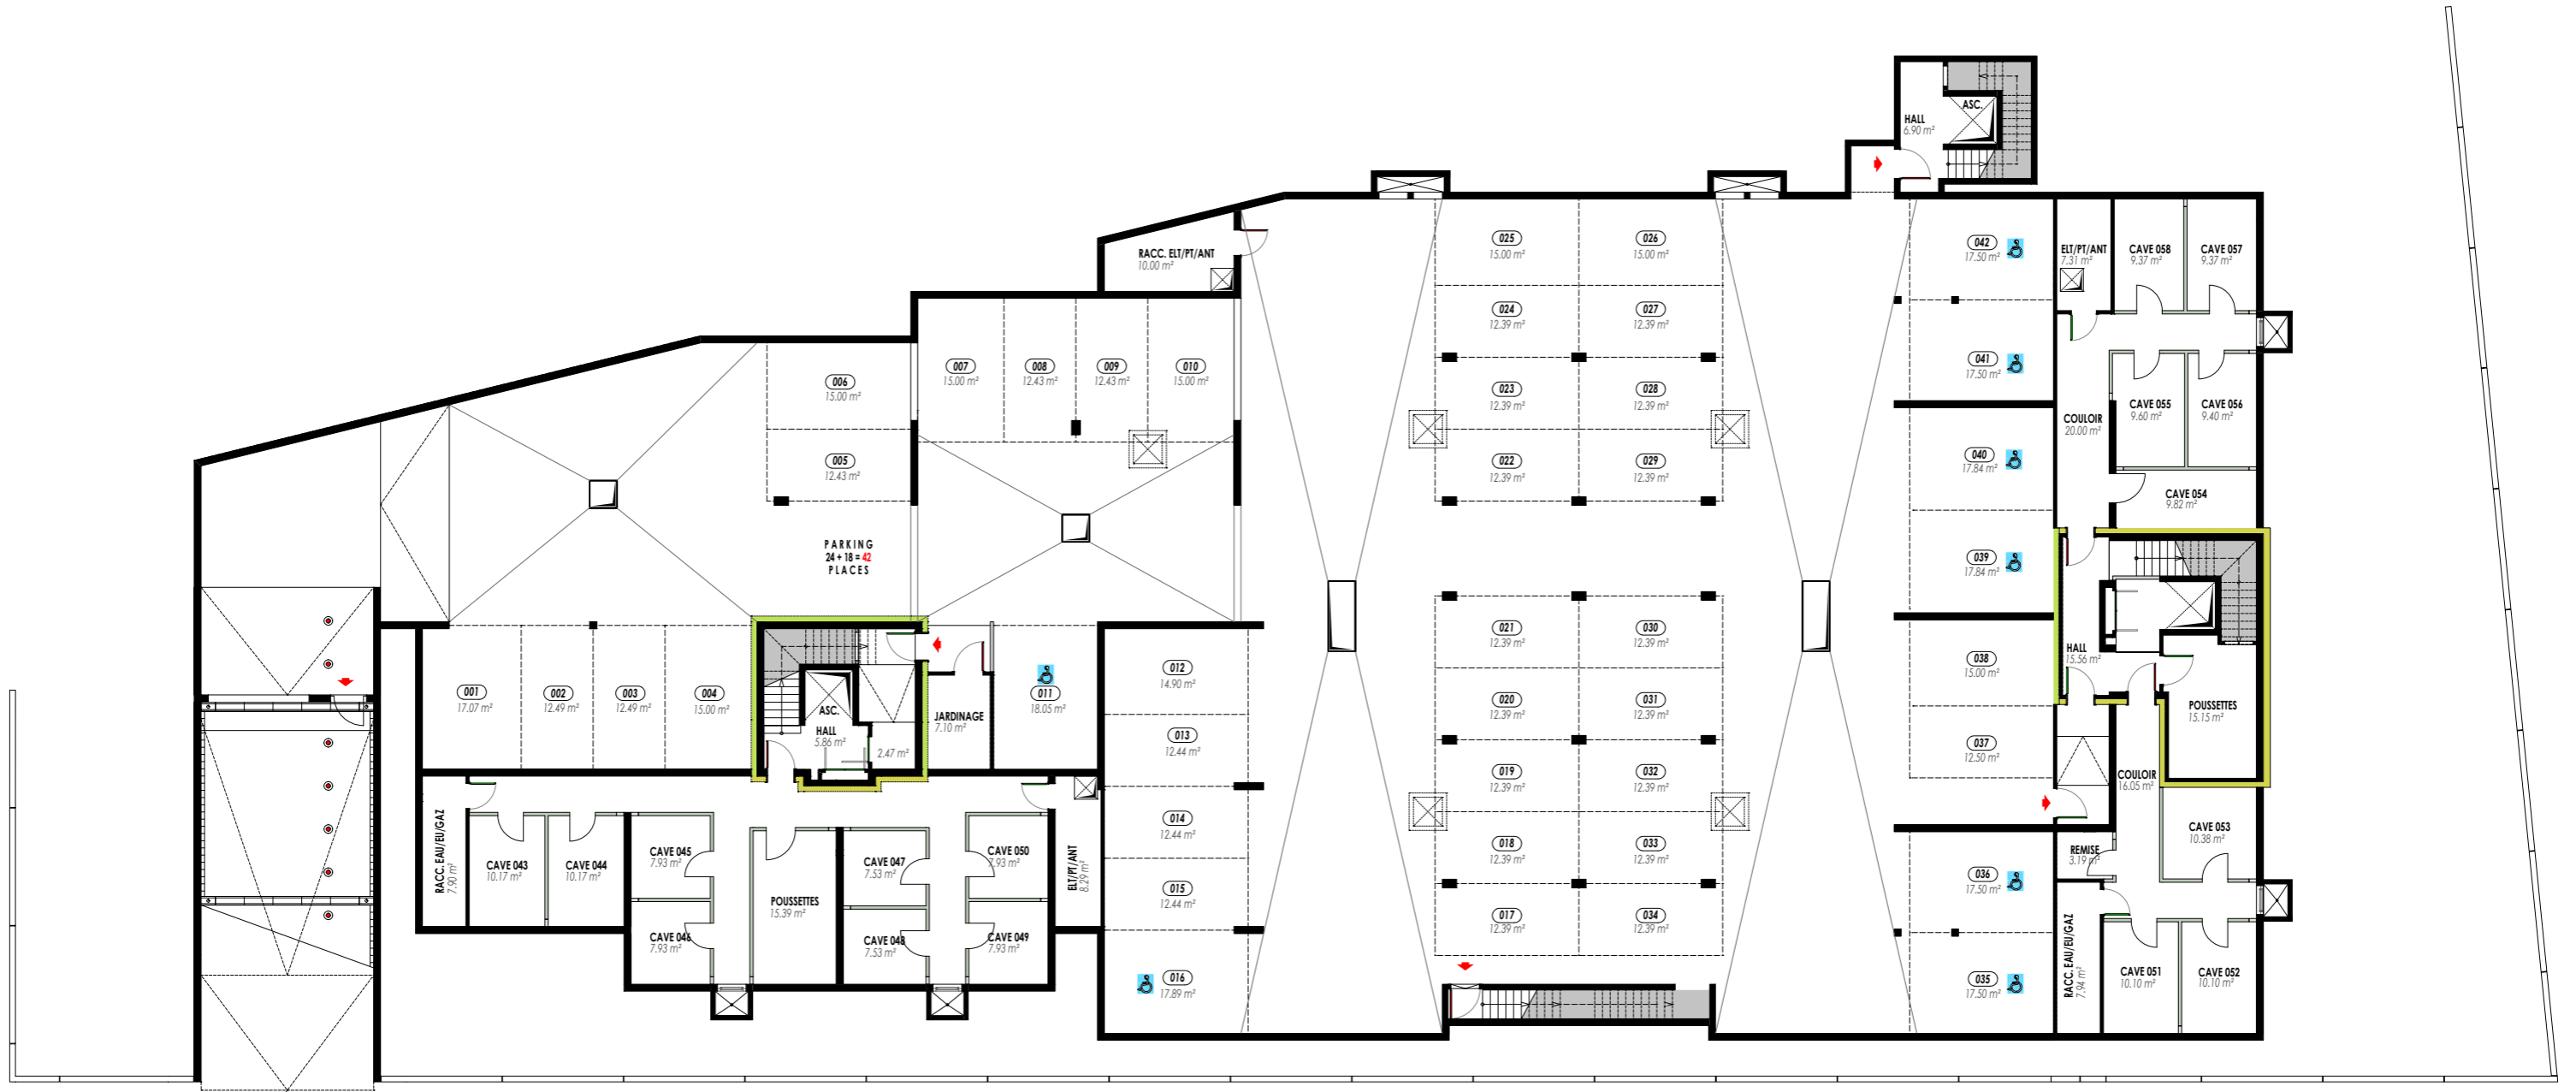 ASC.
HALL
6.90 m²
RACC. ELT/PT/ANT
10.00 m²
025
15.00 m²
026
15.00 m²
042
17.50 m²
ELT/PT/ANT
7.31 m²
CAVE 058
9.37 m²
CAVE 057
9.37 m²
024
12.39 m²
027
12.39 m²
041
17.50 m²
006
15.00 m²
007
15.00 m²
008
12.43 m²
009
12.43 m²
010
15.00 m²
023
12.39 m²
028
12.39 m²
COULOIR
20.00 m²
CAVE 055
9.60 m²
CAVE 056
9.40 m²
005
12.43 m²
022
12.39 m²
029
12.39 m²
040
17.84 m²
CAVE 054
9.82 m²
PARKING
24 + 18 = 42
PLACES
039
17.84 m²
021
12.39 m²
030
12.39 m²
038
15.00 m²
HALL
15.56 m²
001
17.07 m²
002
12.49 m²
003
12.49 m²
004
15.00 m²
ASC.
HALL
5.86 m²
2.47 m²
JARDINAGE
7.10 m²
011
18.05 m²
012
14.90 m²
020
12.39 m²
031
12.39 m²
POUSSETTES
15.15 m²
013
12.44 m²
037
12.50 m²
019
12.39 m²
032
12.39 m²
COULOIR
16.05 m²
RACC. EAU/EU/GAZ
7.90 m²
CAVE 043
10.17 m²
CAVE 044
10.17 m²
CAVE 045
7.93 m²
CAVE 047
7.53 m²
CAVE 050
7.93 m²
ELT/PT/ANT
8.29 m²
014
12.44 m²
018
12.39 m²
033
12.39 m²
CAVE 053
10.38 m²
REMISE
3.19 m²
036
17.50 m²
POUSSETTES
15.39 m²
015
12.44 m²
017
12.39 m²
034
12.39 m²
CAVE 046
7.93 m²
CAVE 048
7.53 m²
CAVE 049
7.93 m²
016
17.89 m²
035
17.50 m²
RACC. EAU/EU/GAZ
7.94 m²
CAVE 051
10.10 m²
CAVE 052
10.10 m²